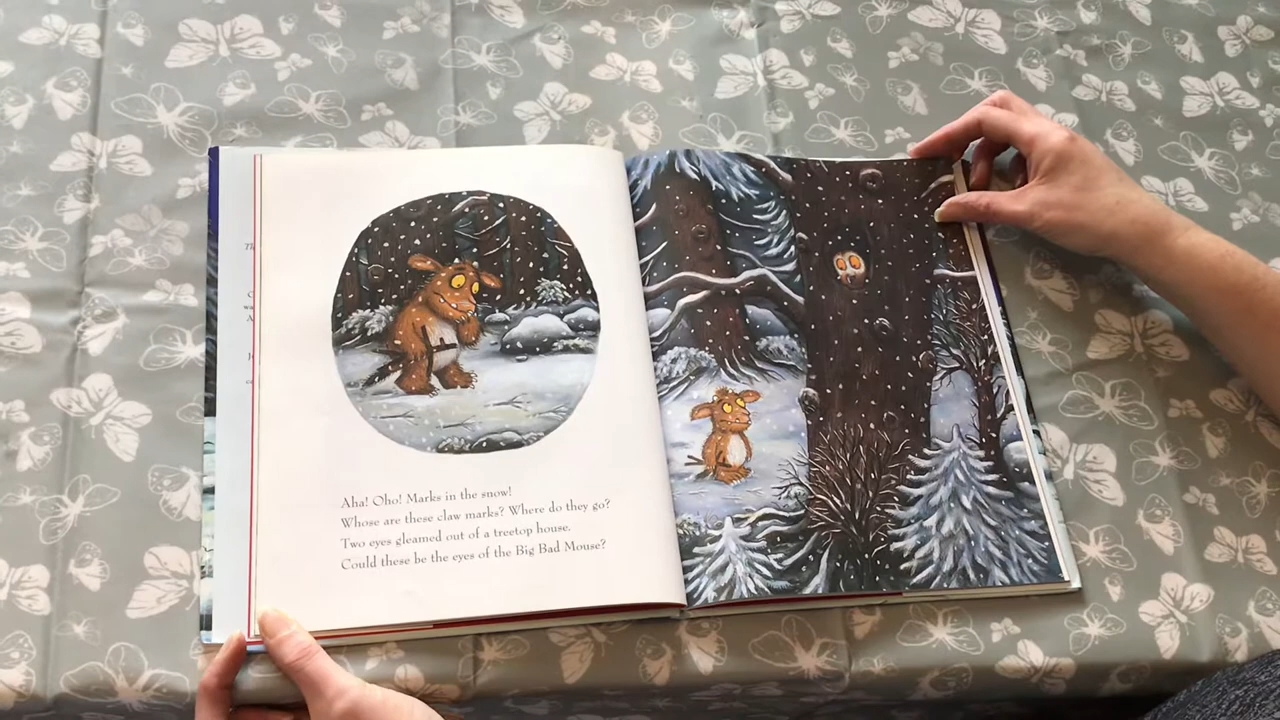 Aha! Oho! Marks in the snow!
Whose are these claw marks? Where do they go?
Two eyes gleamed out of a treetop house.
Could these be the eyes of the Big Bad Mouse?